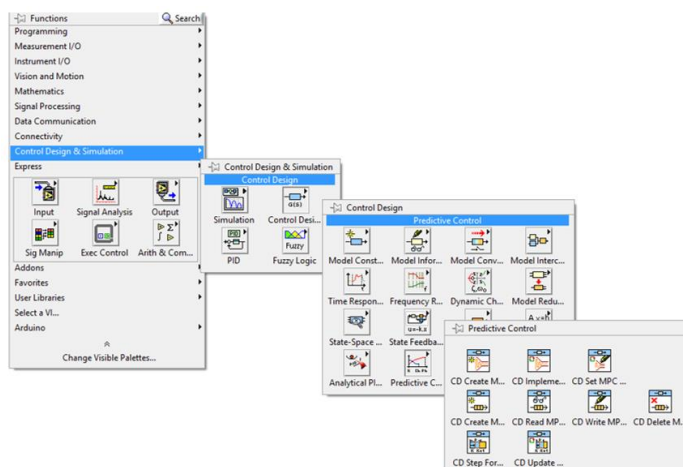 Functions
Search
Programming
Measurement I/O
Instrument I/O
Vision and Motion
Mathematics
Signal Processing
Data Communication
Connectivity
Control Design & Simulation
Express
Input Signal Analysis Output
Sig Manip Exec Control Arith & Com...
Addons
Favorites
User Libraries
Select a VI...
Arduino
Change Visible Palettes...
Control Design & Simulation
Control Design
Simulation Control Desi...
PID Fuzzy Logic
Control Design
Predictive Control
Model Const... Model Infor... Model Conv... Model Interc...
Time Respon... Frequency R... Dynamic Ch... Model Redu...
State-Space ... State Feedba...
Analytical Pl... Predictive C...
Predictive Control
CD Create M... CD Impleme... CD Set MPC ...
CD Create M... CD Read MP... CD Write MP... CD Delete M.
CD Step For... CD Update ...